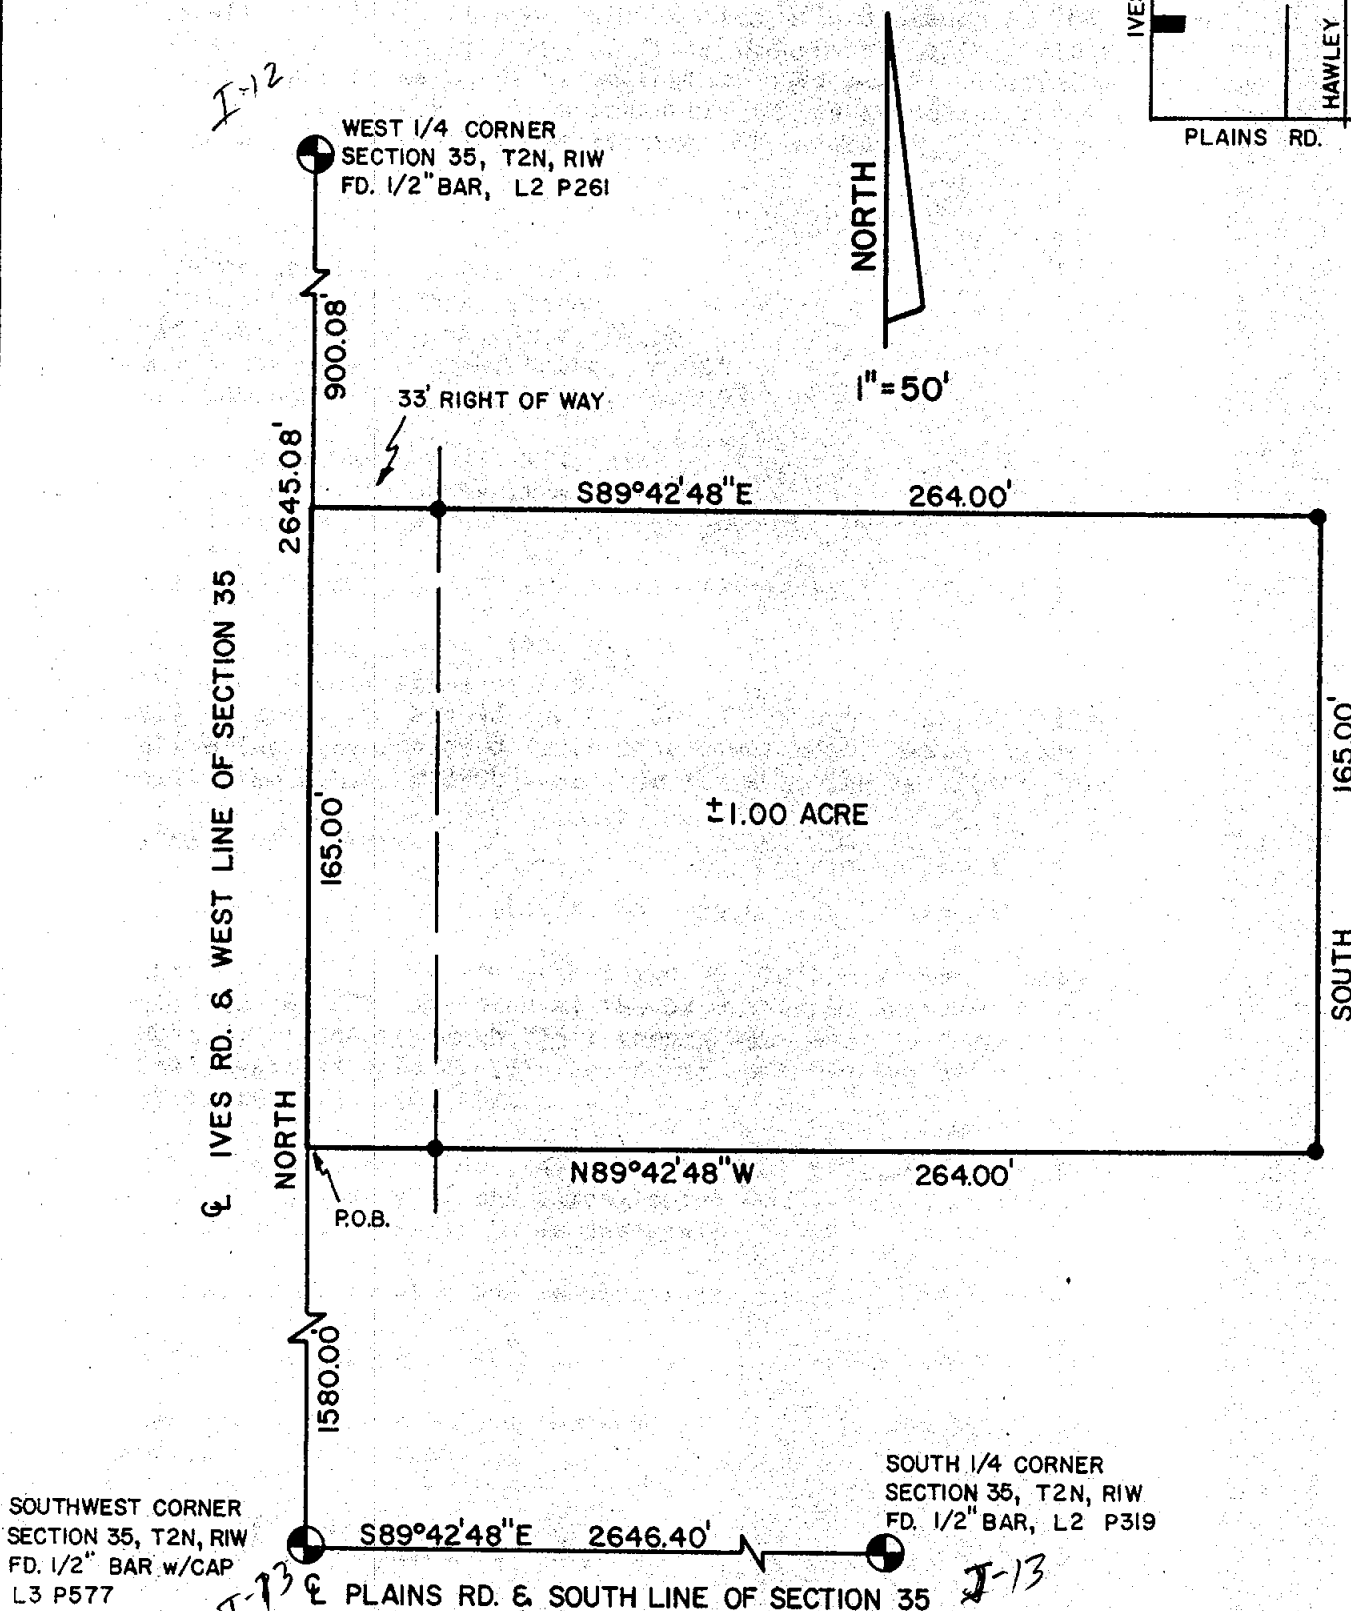 I-12
WEST 1/4 CORNER
SECTION 35, T2N, R1W
FD. 1/2" BAR, L2 P261
HAWLEY
PLAINS RD.
NORTH
1"=50'
900.08'
33' RIGHT OF WAY
2645.08'
S89°42'48"E 264.00'
℄ IVES RD. & WEST LINE OF SECTION 35
165.00'
±1.00 ACRE
165.00'
SOUTH
NORTH
N89°42'48"W 264.00'
P.O.B.
1580.00'
SOUTHWEST CORNER
SECTION 35, T2N, R1W
FD. 1/2" BAR w/CAP
L3 P577
S89°42'48"E 2646.40'
SOUTH 1/4 CORNER
SECTION 35, T2N, R1W
FD. 1/2" BAR, L2 P319
℄ PLAINS RD. & SOUTH LINE OF SECTION 35
J-13